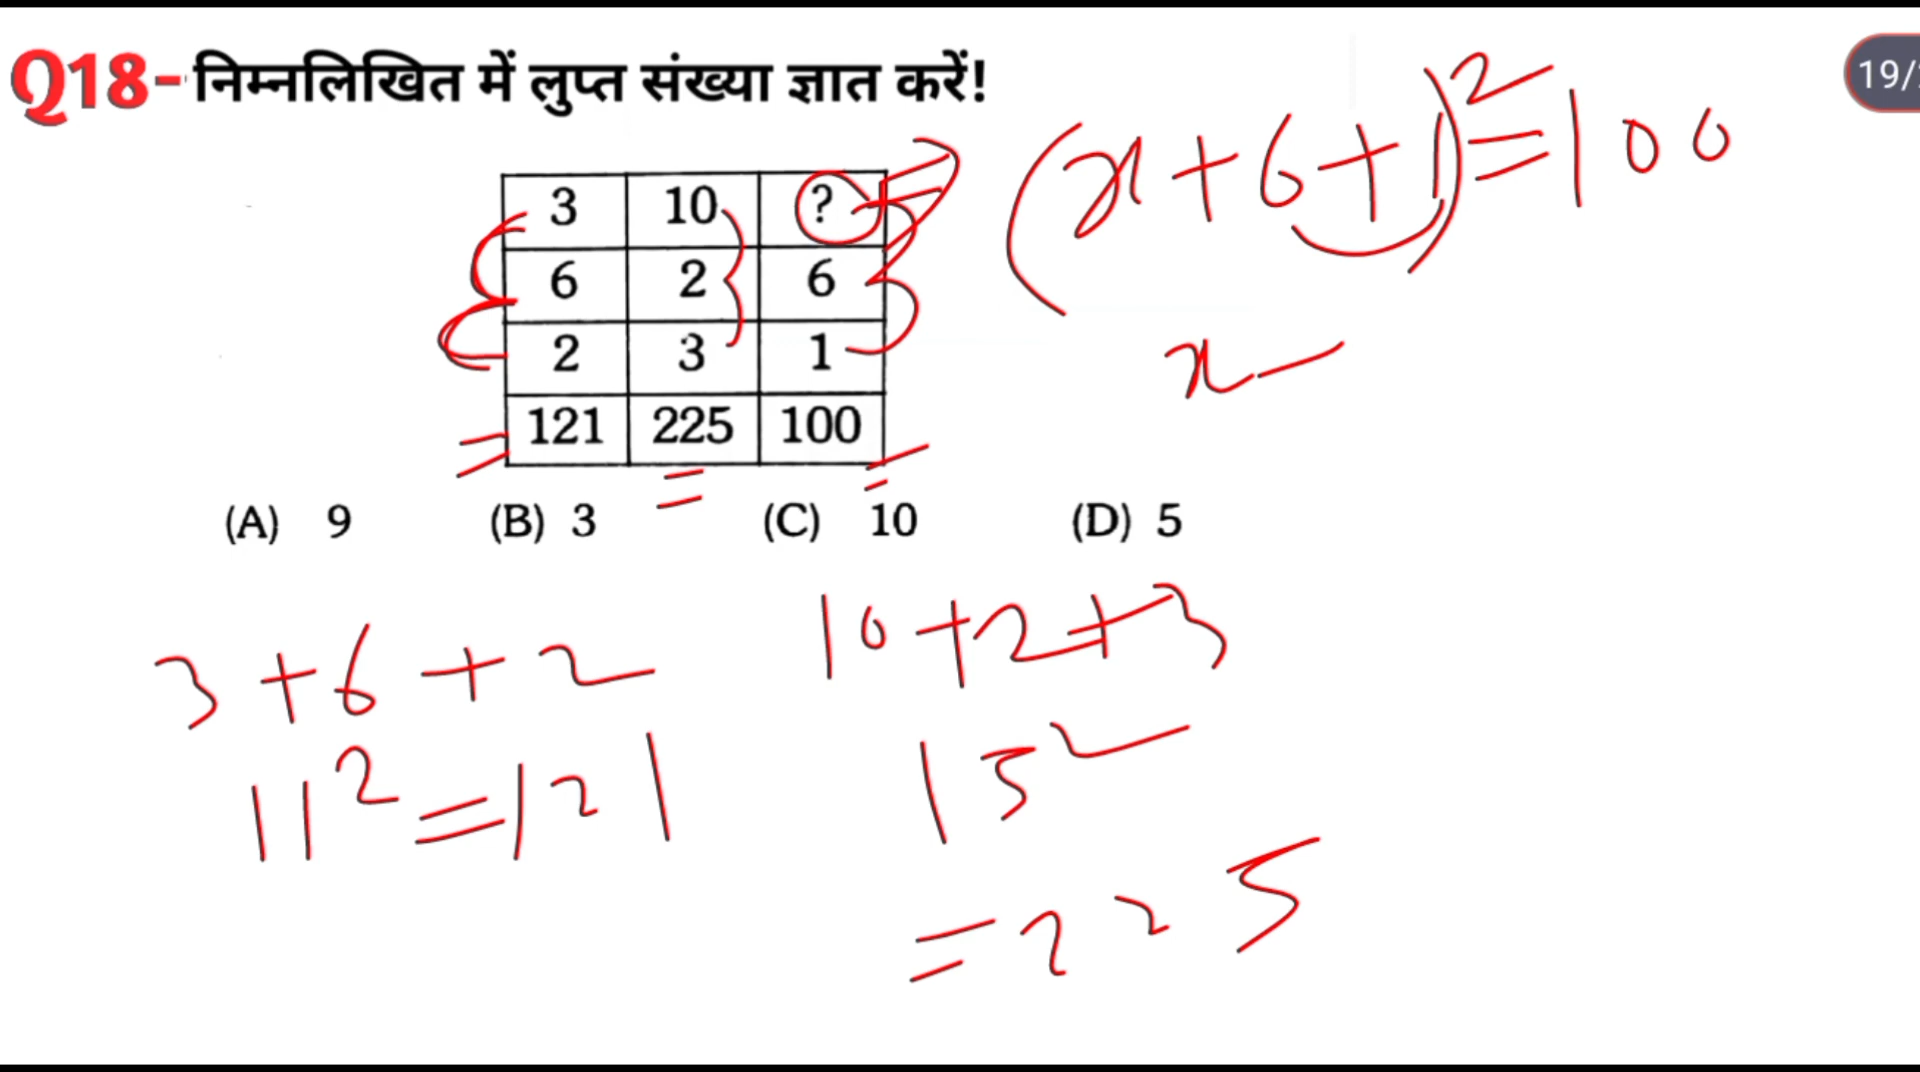 Q18- निम्नलिखित में लुप्त संख्या ज्ञात करें!
19/
(x+6+1)²=100
3 10 ?
6 2 6
2 3 1
121 225 100
x
(A) 9 (B) 3 (C) 10 (D) 5
3+6+2
10+2+3
11²=121
15²
=225